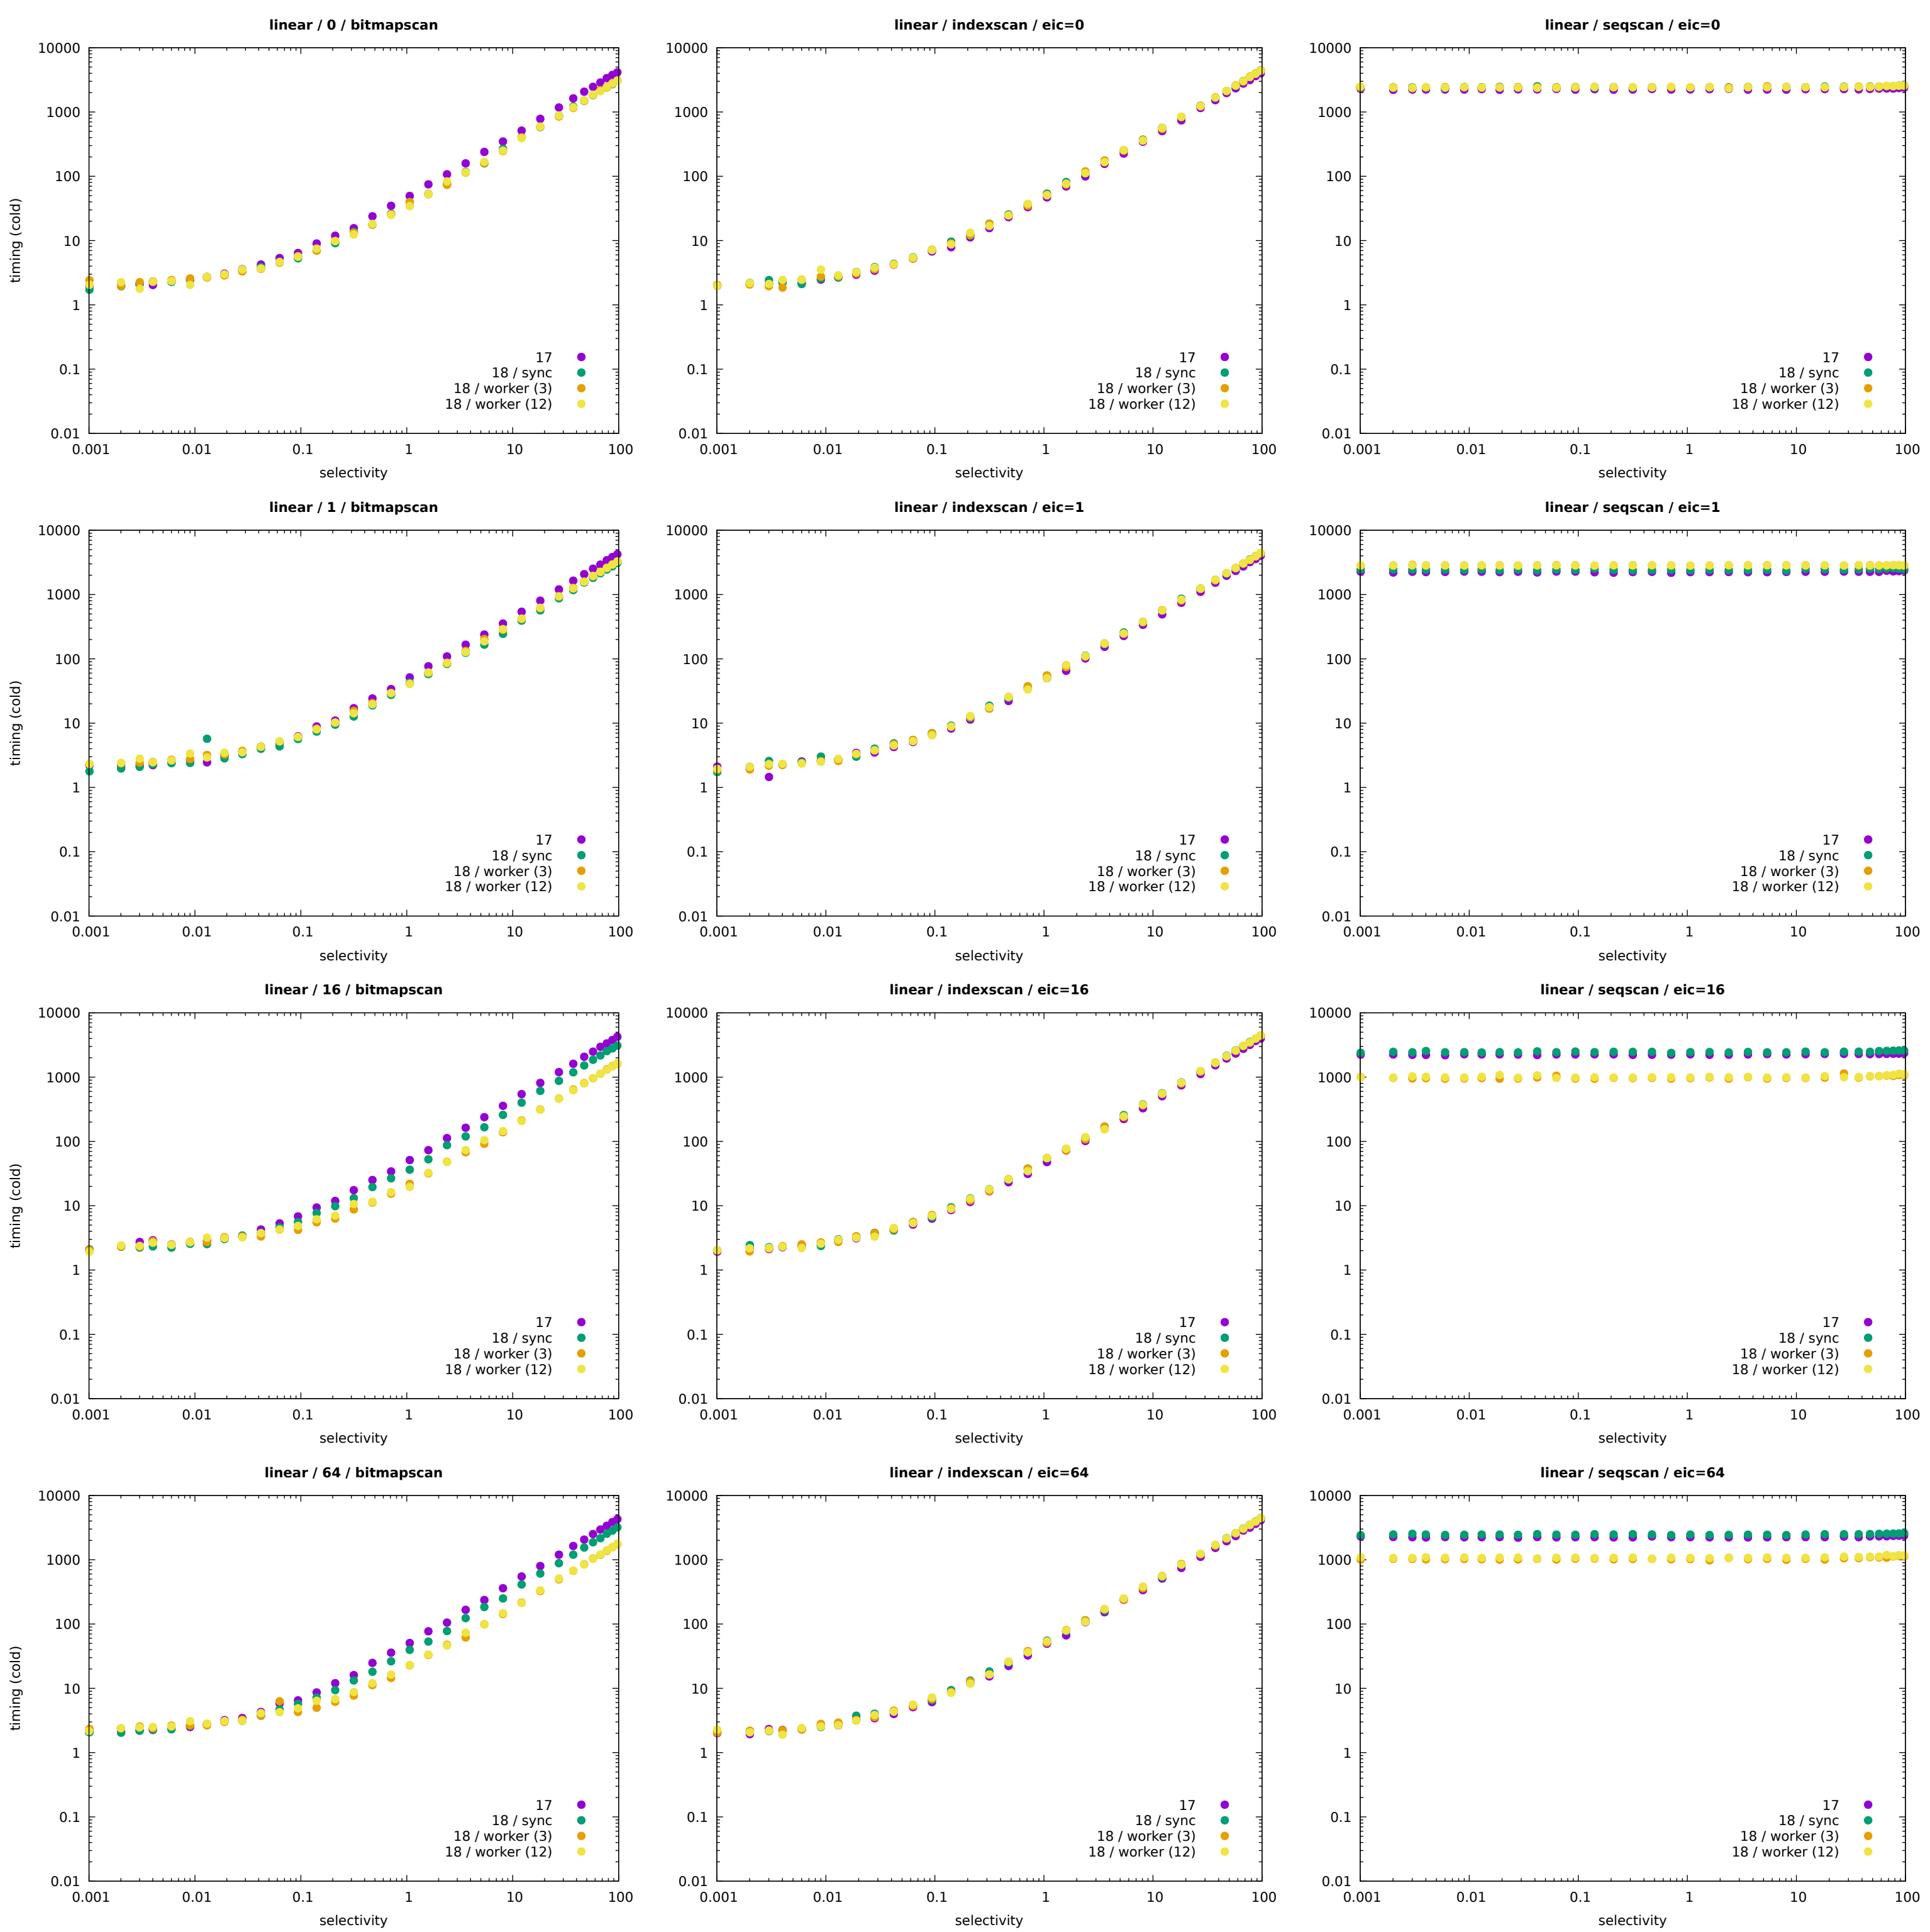 linear / 0 / bitmapscan
10000
1000
100
10
1
0.1
0.01
timing (cold)
17
18 / sync
18 / worker (3)
18 / worker (12)
0.001 0.01 0.1 1 10 100
selectivity
linear / indexscan / eic=0
10000
1000
100
10
1
0.1
0.01
17
18 / sync
18 / worker (3)
18 / worker (12)
0.001 0.01 0.1 1 10 100
selectivity
linear / seqscan / eic=0
10000
1000
100
10
1
0.1
0.01
17
18 / sync
18 / worker (3)
18 / worker (12)
0.001 0.01 0.1 1 10 100
selectivity
linear / 1 / bitmapscan
10000
1000
100
10
1
0.1
0.01
timing (cold)
17
18 / sync
18 / worker (3)
18 / worker (12)
0.001 0.01 0.1 1 10 100
selectivity
linear / indexscan / eic=1
10000
1000
100
10
1
0.1
0.01
17
18 / sync
18 / worker (3)
18 / worker (12)
0.001 0.01 0.1 1 10 100
selectivity
linear / seqscan / eic=1
10000
1000
100
10
1
0.1
0.01
17
18 / sync
18 / worker (3)
18 / worker (12)
0.001 0.01 0.1 1 10 100
selectivity
linear / 16 / bitmapscan
10000
1000
100
10
1
0.1
0.01
timing (cold)
17
18 / sync
18 / worker (3)
18 / worker (12)
0.001 0.01 0.1 1 10 100
selectivity
linear / indexscan / eic=16
10000
1000
100
10
1
0.1
0.01
17
18 / sync
18 / worker (3)
18 / worker (12)
0.001 0.01 0.1 1 10 100
selectivity
linear / seqscan / eic=16
10000
1000
100
10
1
0.1
0.01
17
18 / sync
18 / worker (3)
18 / worker (12)
0.001 0.01 0.1 1 10 100
selectivity
linear / 64 / bitmapscan
10000
1000
100
10
1
0.1
0.01
timing (cold)
17
18 / sync
18 / worker (3)
18 / worker (12)
0.001 0.01 0.1 1 10 100
selectivity
linear / indexscan / eic=64
10000
1000
100
10
1
0.1
0.01
17
18 / sync
18 / worker (3)
18 / worker (12)
0.001 0.01 0.1 1 10 100
selectivity
linear / seqscan / eic=64
10000
1000
100
10
1
0.1
0.01
17
18 / sync
18 / worker (3)
18 / worker (12)
0.001 0.01 0.1 1 10 100
selectivity